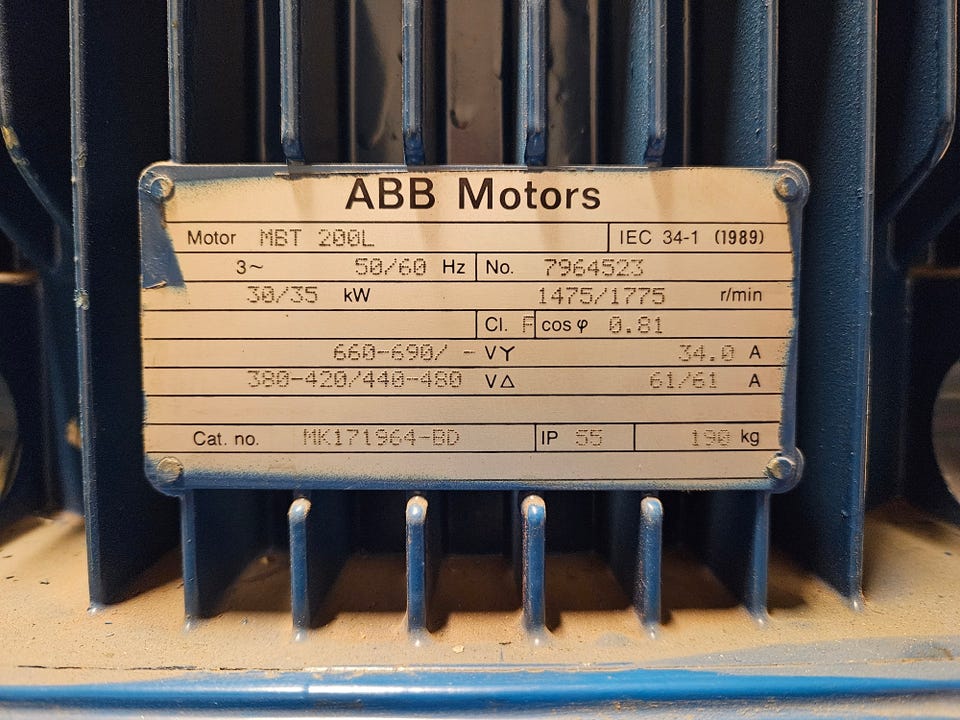 ABB Motors
Motor MBT 200L IEC 34-1 (1989)
3~ 50/60 Hz No. 7964523
30/35 kW 1475/1775 r/min
Cl. F cos φ 0.81
660-690/ - VY 34.0 A
380-420/440-480 V△ 61/61 A
Cat. no. MK171964-BD IP 55 190 kg